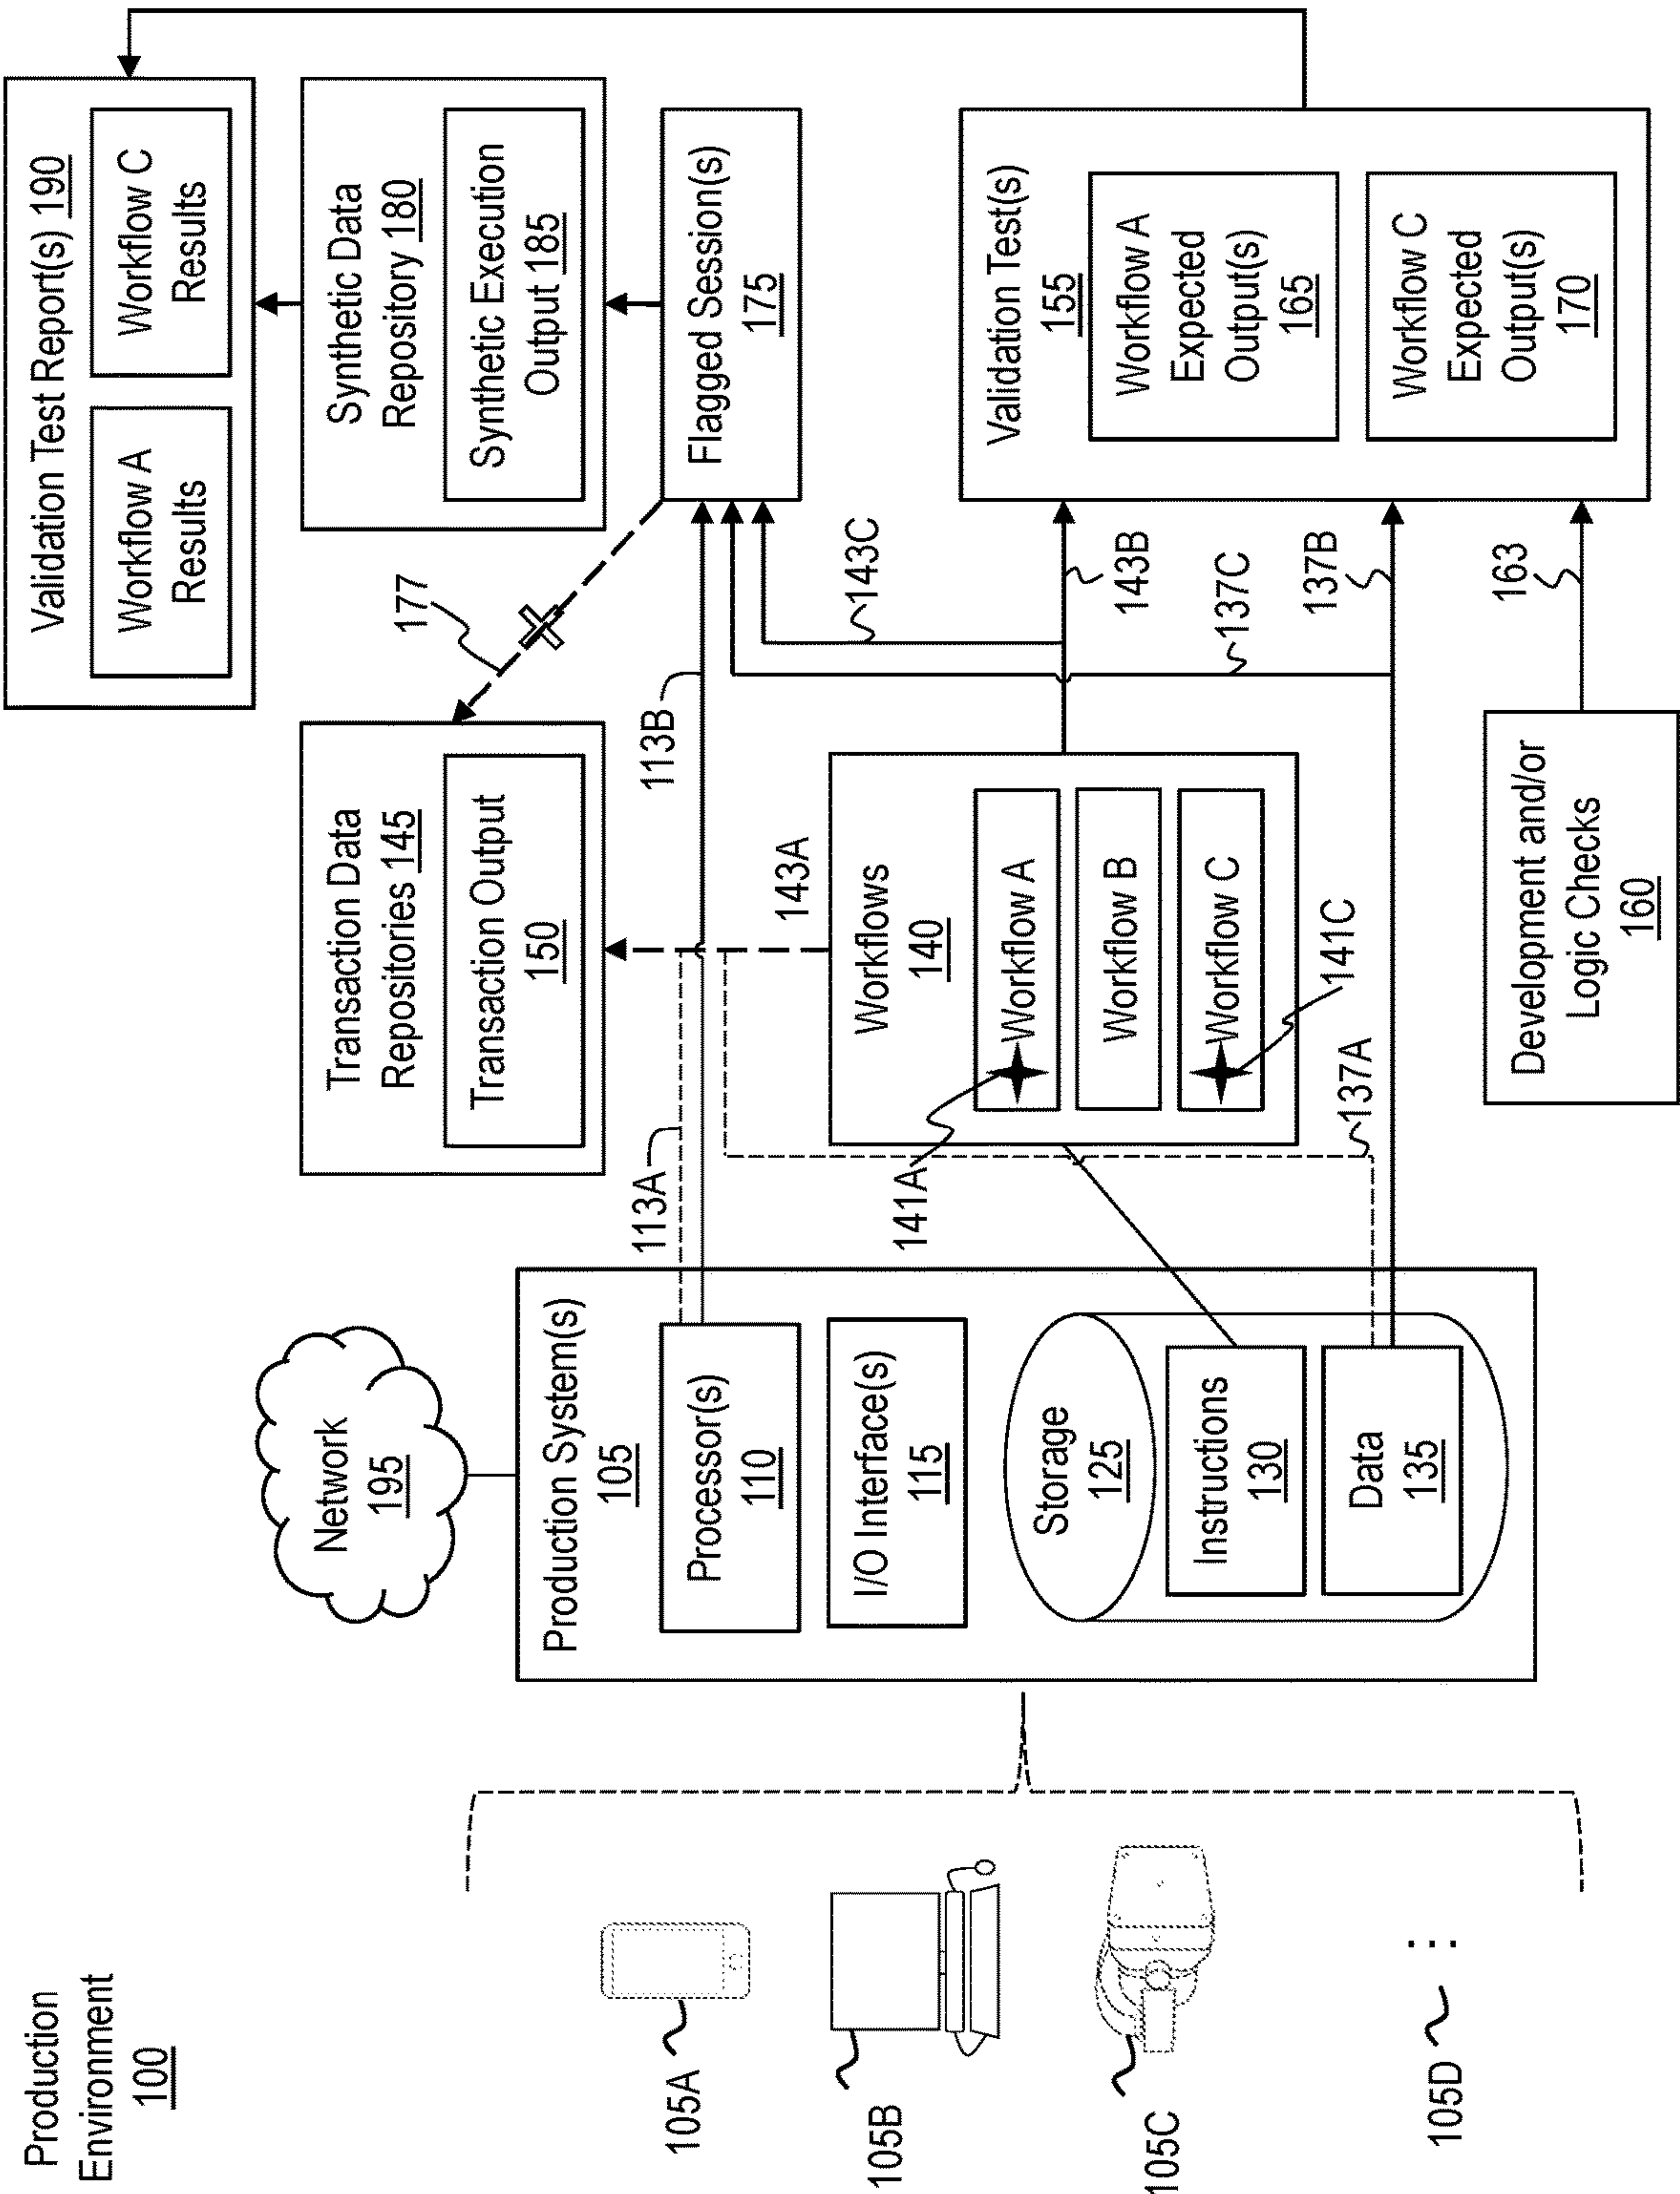 Production
Environment
100
105A
105B
105C
105D
Network
195
Production System(s)
105
Processor(s)
110
I/O Interface(s)
115
Storage
125
Instructions
130
Data
135
113A
113B
141A
137A
141C
143A
Transaction Data
Repositories 145
Transaction Output
150
Workflows
140
Workflow A
Workflow B
Workflow C
Development and/or
Logic Checks
160
177
143C
143B
137C
137B
163
Validation Test Report(s) 190
Workflow A
Results
Workflow C
Results
Synthetic Data
Repository 180
Synthetic Execution
Output 185
Flagged Session(s)
175
Validation Test(s)
155
Workflow A
Expected
Output(s)
165
Workflow C
Expected
Output(s)
170